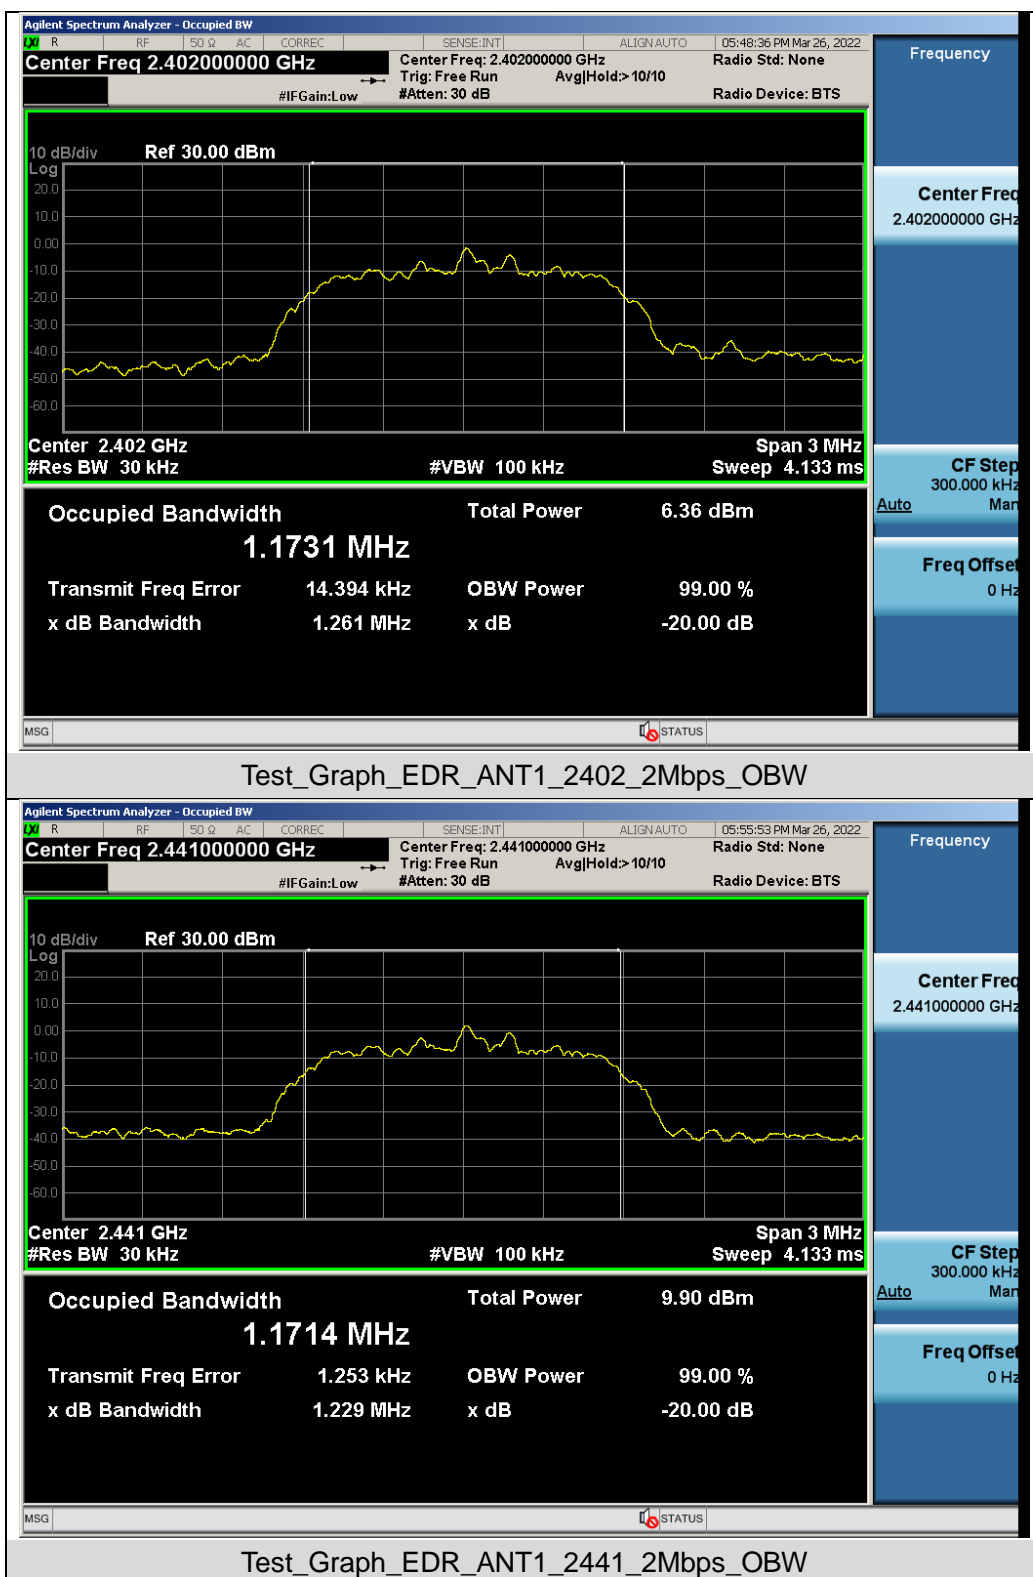 Agilent Spectrum Analyzer - Occupied BW
LXI R RF 50 Ω AC CORREC SENSE:INT ALIGN AUTO 05:48:36 PM Mar 26, 2022
Center Freq 2.402000000 GHz Center Freq: 2.402000000 GHz Radio Std: None Frequency
Trig: Free Run Avg|Hold:> 10/10
#IFGain:Low #Atten: 30 dB Radio Device: BTS
10 dB/div Ref 30.00 dBm
Log
20.0
10.0
0.00
-10.0
-20.0
-30.0
-40.0
-50.0
-60.0
Center Freq
2.402000000 GHz
Center 2.402 GHz Span 3 MHz
#Res BW 30 kHz #VBW 100 kHz Sweep 4.133 ms
CF Step
300.000 kHz
Auto Man
Occupied Bandwidth Total Power 6.36 dBm
1.1731 MHz
Freq Offset
0 Hz
Transmit Freq Error 14.394 kHz OBW Power 99.00 %
x dB Bandwidth 1.261 MHz x dB -20.00 dB
MSG STATUS
Test_Graph_EDR_ANT1_2402_2Mbps_OBW
Agilent Spectrum Analyzer - Occupied BW
LXI R RF 50 Ω AC CORREC SENSE:INT ALIGN AUTO 05:55:53 PM Mar 26, 2022
Center Freq 2.441000000 GHz Center Freq: 2.441000000 GHz Radio Std: None Frequency
Trig: Free Run Avg|Hold:> 10/10
#IFGain:Low #Atten: 30 dB Radio Device: BTS
10 dB/div Ref 30.00 dBm
Log
20.0
10.0
0.00
-10.0
-20.0
-30.0
-40.0
-50.0
-60.0
Center Freq
2.441000000 GHz
Center 2.441 GHz Span 3 MHz
#Res BW 30 kHz #VBW 100 kHz Sweep 4.133 ms
CF Step
300.000 kHz
Auto Man
Occupied Bandwidth Total Power 9.90 dBm
1.1714 MHz
Freq Offset
0 Hz
Transmit Freq Error 1.253 kHz OBW Power 99.00 %
x dB Bandwidth 1.229 MHz x dB -20.00 dB
MSG STATUS
Test_Graph_EDR_ANT1_2441_2Mbps_OBW